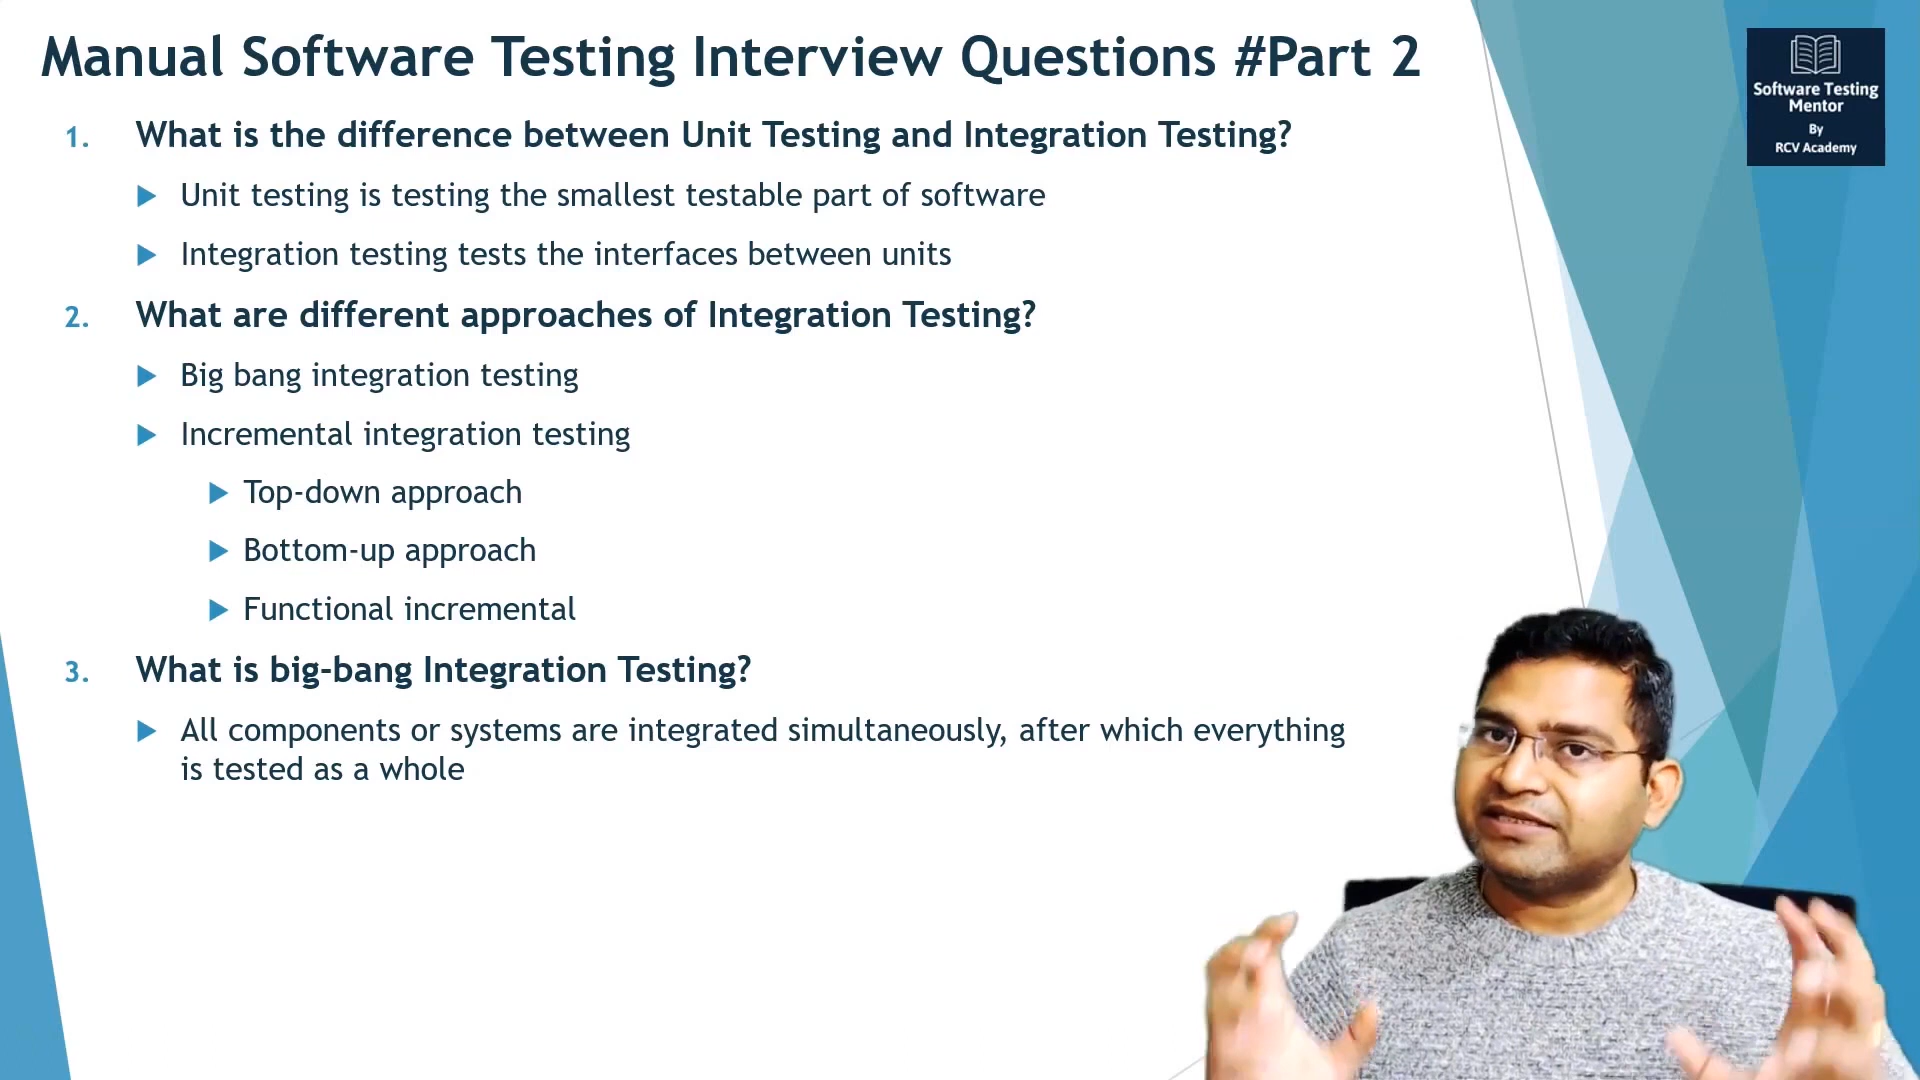 Manual Software Testing Interview Questions #Part 2
Software Testing
Mentor
By
RCV Academy
1. What is the difference between Unit Testing and Integration Testing?
Unit testing is testing the smallest testable part of software
Integration testing tests the interfaces between units
2. What are different approaches of Integration Testing?
Big bang integration testing
Incremental integration testing
Top-down approach
Bottom-up approach
Functional incremental
3. What is big-bang Integration Testing?
All components or systems are integrated simultaneously, after which everything
is tested as a whole